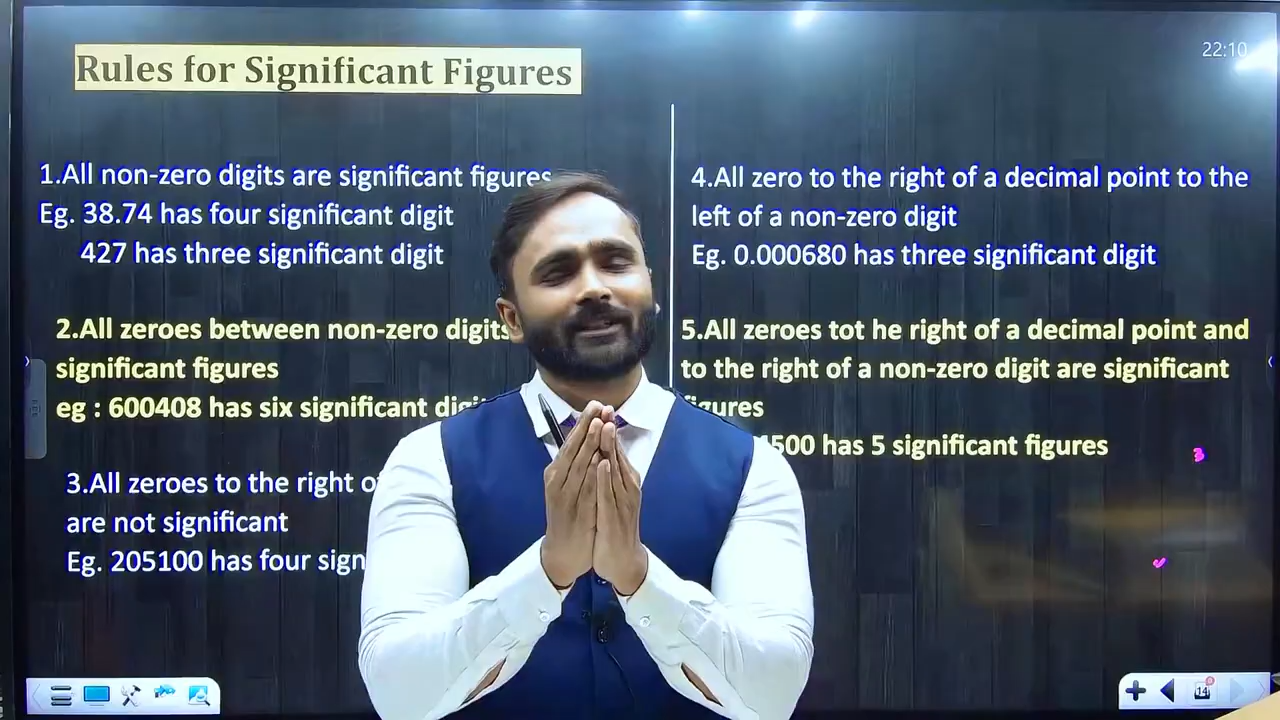 Rules for Significant Figures
22:10
1.All non-zero digits are significant figures
Eg. 38.74 has four significant digit
427 has three significant digit
2.All zeroes between non-zero digits
significant figures
eg : 600408 has six significant
3.All zeroes to the right
are not significant
Eg. 205100 has four
4.All zero to the right of a decimal point to the
left of a non-zero digit
Eg. 0.000680 has three significant digit
5.All zeroes tot he right of a decimal point and
to the right of a non-zero digit are significant
figures
500 has 5 significant figures
3
14